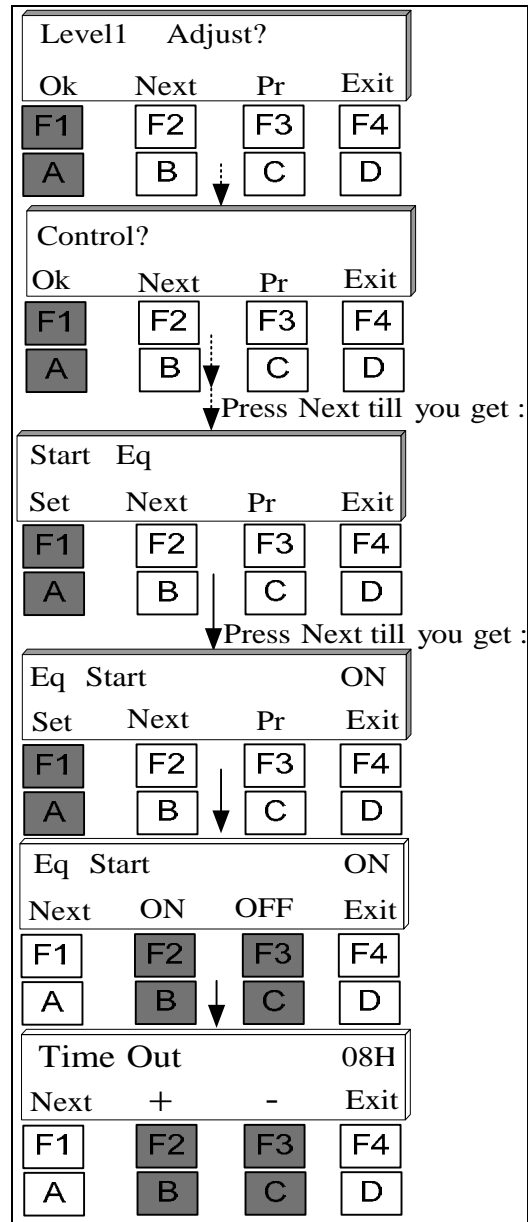 Level1 Adjust?
Ok Next Pr Exit
F1 F2 F3 F4
A B C D
Control?
Ok Next Pr Exit
F1 F2 F3 F4
A B C D
Press Next till you get :
Start Eq
Set Next Pr Exit
F1 F2 F3 F4
A B C D
Press Next till you get :
Eq Start ON
Set Next Pr Exit
F1 F2 F3 F4
A B C D
Eq Start ON
Next ON OFF Exit
F1 F2 F3 F4
A B C D
Time Out 08H
Next + - Exit
F1 F2 F3 F4
A B C D